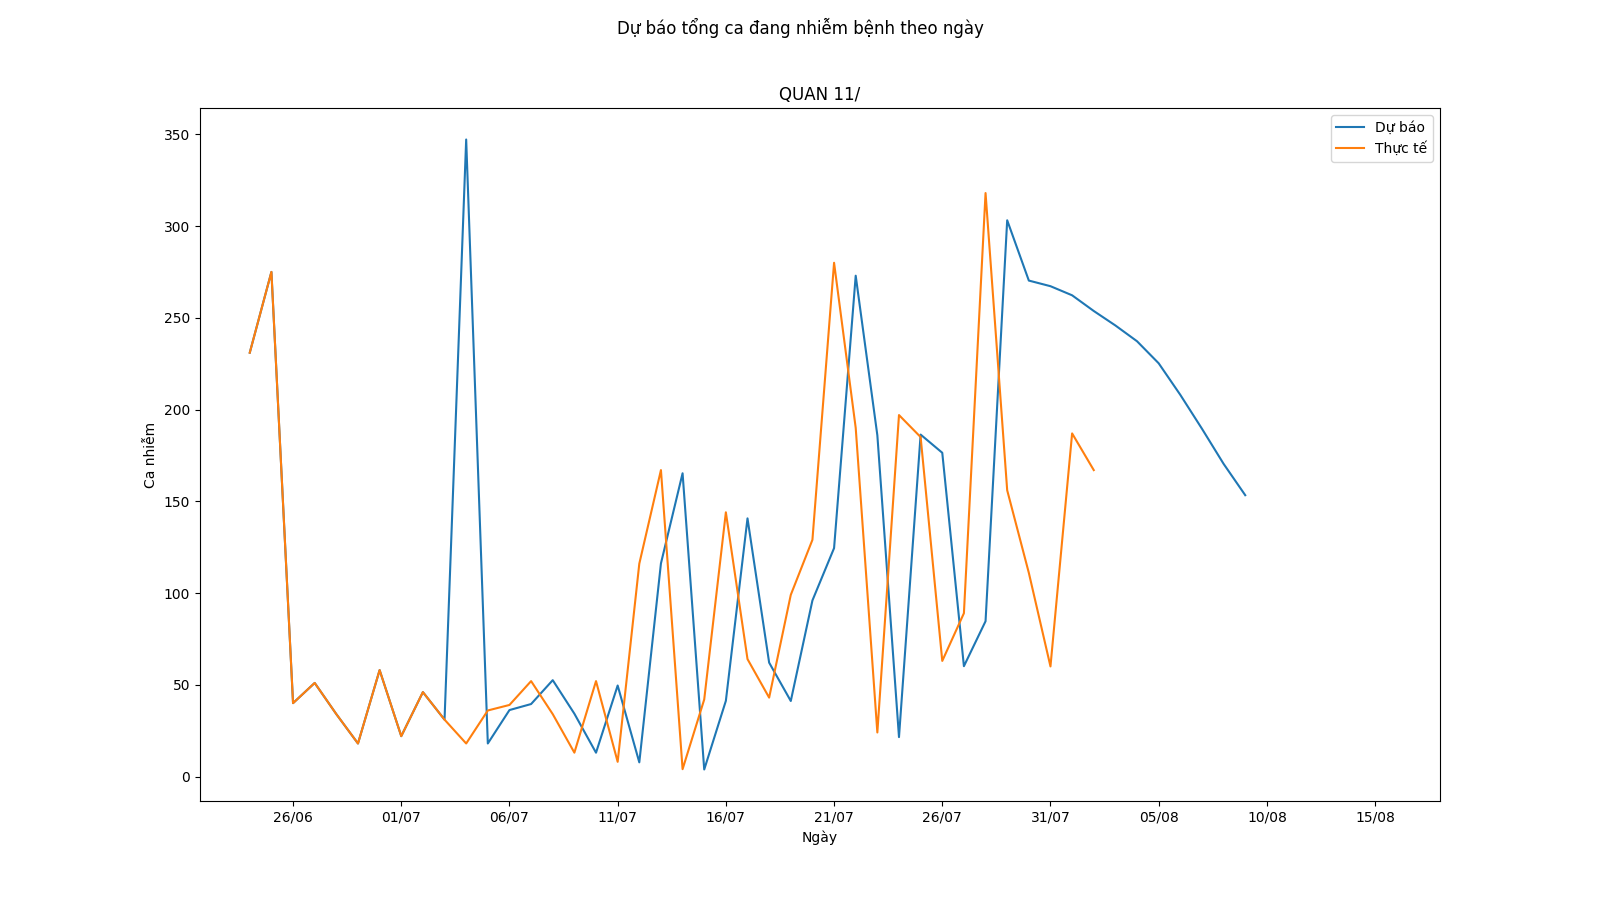 Dự báo tổng ca đang nhiễm bệnh theo ngày
QUAN 11/
Dự báo
Thực tế
350
300
250
200
150
100
50
0
Ca nhiễm
26/06 01/07 06/07 11/07 16/07 21/07 26/07 31/07 05/08 10/08 15/08
Ngày